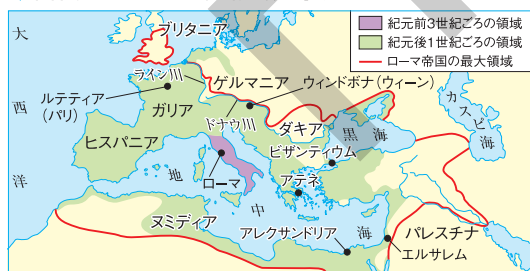 紀元前3世紀ごろの領域
紀元後1世紀ごろの領域
ローマ帝国の最大領域
大
西
洋
ブリタニア
ライン川
ゲルマニア
ウィンドボナ(ウィーン)
ルテティア
(パリ)
ガリア
ドナウ川
ダキア
黒海
カスピ海
ヒスパニア
ビザンティウム
ローマ
アテネ
地
中
海
ヌミディア
アレクサンドリア
パレスチナ
エルサレム